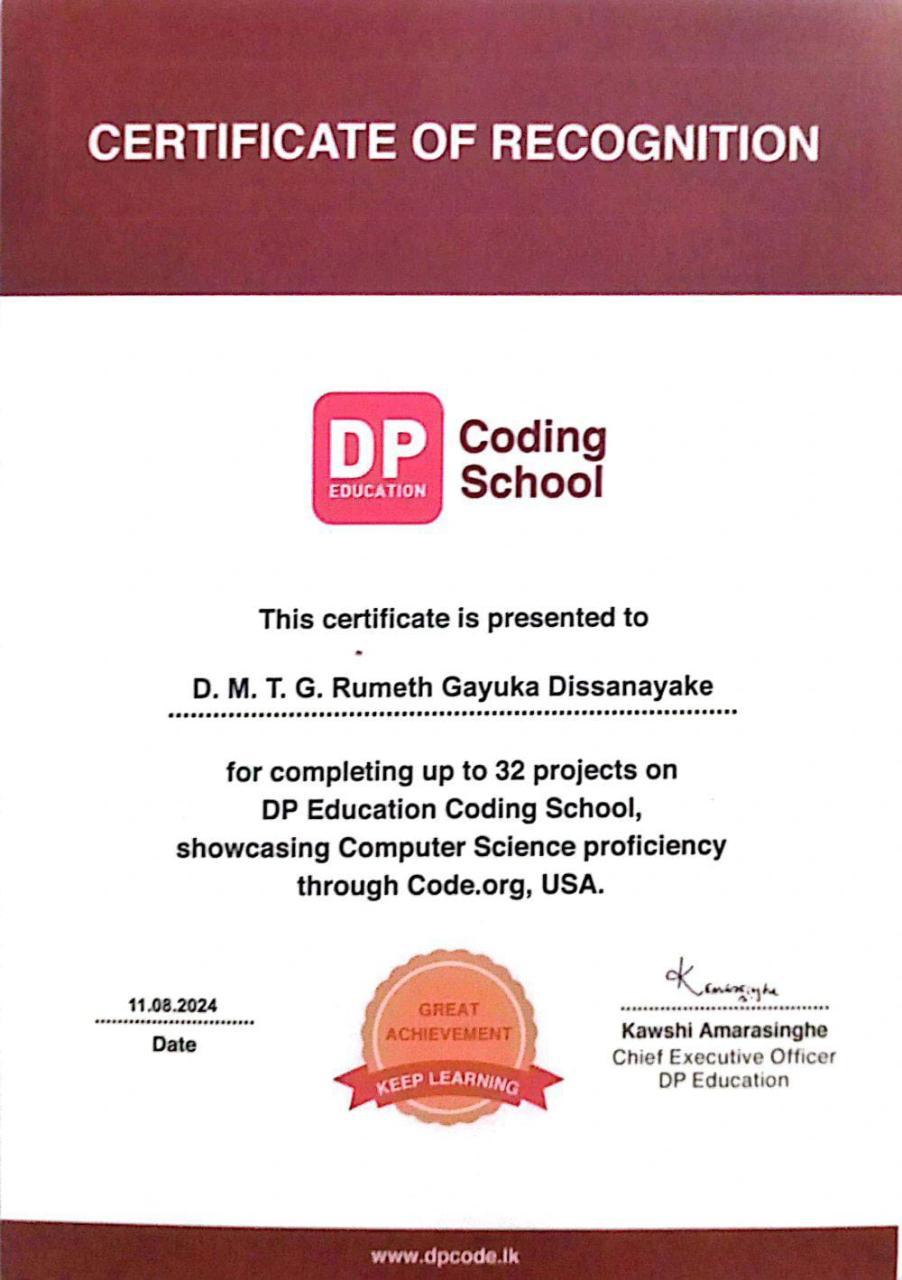 CERTIFICATE OF RECOGNITION
DP
EDUCATION
Coding
School
This certificate is presented to
D. M. T. G. Rumeth Gayuka Dissanayake
for completing up to 32 projects on
DP Education Coding School,
showcasing Computer Science proficiency
through Code.org, USA.
11.08.2024
Date
GREAT
ACHIEVEMENT
KEEP LEARNING
Kawshi Amarasinghe
Chief Executive Officer
DP Education
www.dpcode.lk